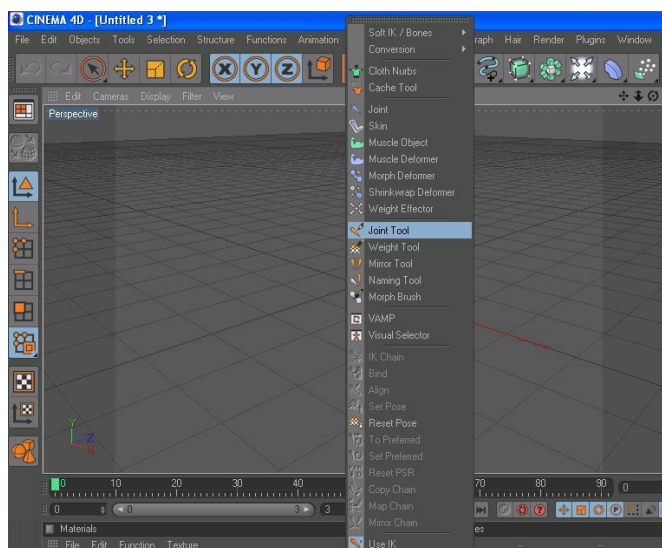 CINEMA 4D - [Untitled 3 *]
File Edit Objects Tools Selection Structure Functions Animation raph Hair Render Plugins Window
Edit Cameras Display Filter View
Perspective
Soft IK / Bones
Conversion
Cloth Nurbs
Cache Tool
Joint
Skin
Muscle Object
Muscle Deformer
Morph Deformer
Shrinkwrap Deformer
Weight Effector
Joint Tool
Weight Tool
Mirror Tool
Naming Tool
Morph Brush
VAMP
Visual Selector
IK Chain
Bind
Align
Set Pose
Reset Pose
To Preferred
Set Preferred
Reset PSR
Copy Chain
Map Chain
Mirror Chain
Use IK
X Y Z
Y
Z
X
0 10 20 30 40 70 80 90 0
0 0 3 3
Materials es
File Edit Function Texture